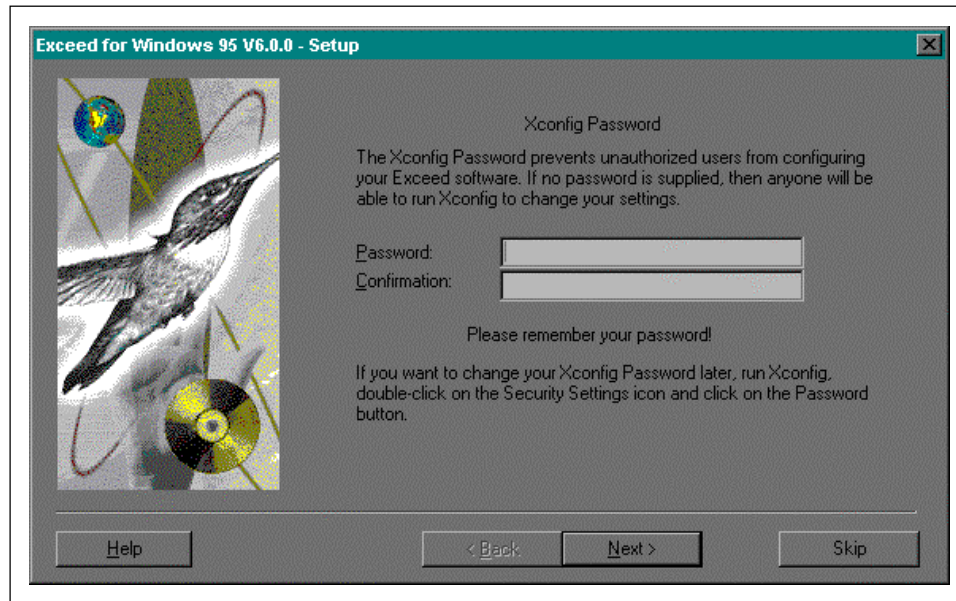 Exceed for Windows 95 V6.0.0 - Setup
Xconfig Password
The Xconfig Password prevents unauthorized users from configuring
your Exceed software. If no password is supplied, then anyone will be
able to run Xconfig to change your settings.
Password:
Confirmation:
Please remember your password!
If you want to change your Xconfig Password later, run Xconfig,
double-click on the Security Settings icon and click on the Password
button.
Help
< Back
Next >
Skip